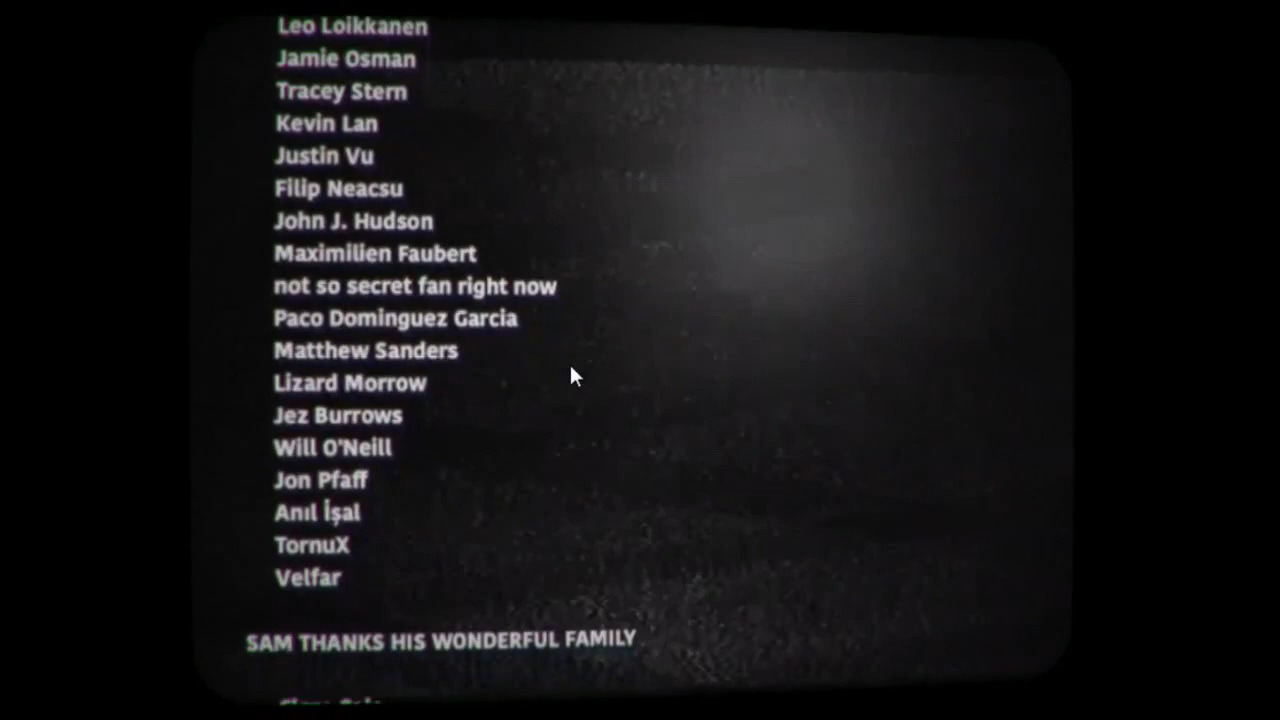 Leo Loikkanen
Jamie Osman
Tracey Stern
Kevin Lan
Justin Vu
Filip Neacsu
John J. Hudson
Maximilien Faubert
not so secret fan right now
Paco Dominguez Garcia
Matthew Sanders
Lizard Morrow
Jez Burrows
Will O'Neill
Jon Pfaff
Anıl İşal
TornuX
Velfar
SAM THANKS HIS WONDERFUL FAMILY